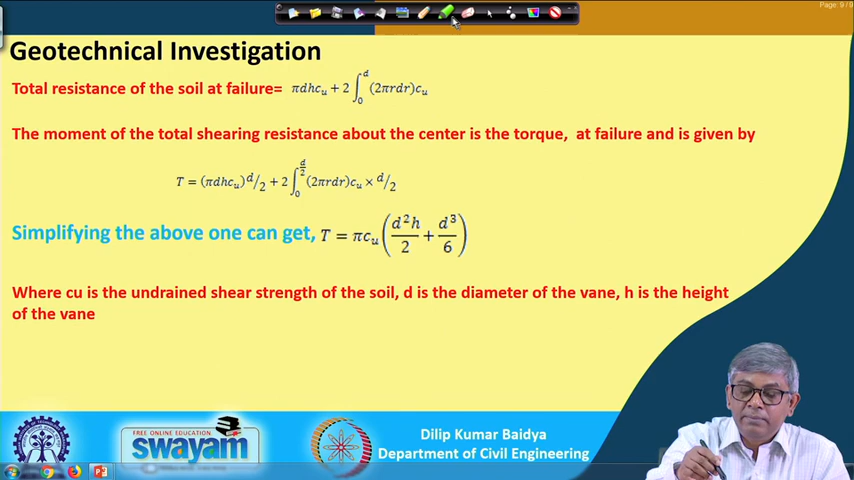 Page: 9 / 9
Geotechnical Investigation
Total resistance of the soil at failure= πdhc_u + 2 ∫_0^d (2πrdr)c_u
The moment of the total shearing resistance about the center is the torque, at failure and is given by
T = (πdhc_u) d/2 + 2 ∫_0^{d/2} (2πrdr)c_u × d/2
Simplifying the above one can get, T = πc_u (d²h/2 + d³/6)
Where cu is the undrained shear strength of the soil, d is the diameter of the vane, h is the height
of the vane
FREE ONLINE EDUCATION
swayam
Dilip Kumar Baidya
Department of Civil Engineering